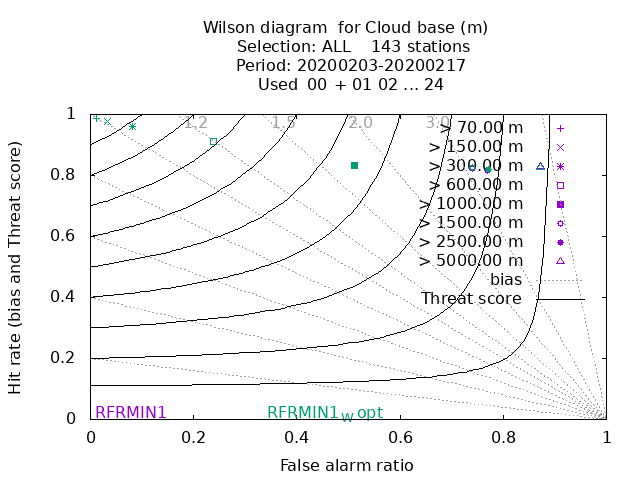 Wilson diagram for Cloud base (m)
Selection: ALL 143 stations
Period: 20200203-20200217
Used 00 + 01 02 ... 24
Hit rate (bias and Threat score)
1
0.8
0.6
0.4
0.2
0
1.2 1.5 2.0 3.0
> 70.00 m
> 150.00 m
> 300.00 m
> 600.00 m
> 1000.00 m
> 1500.00 m
> 2500.00 m
> 5000.00 m
bias
Threat score
RFRMIN1 RFRMIN1w opt
0 0.2 0.4 0.6 0.8 1
False alarm ratio